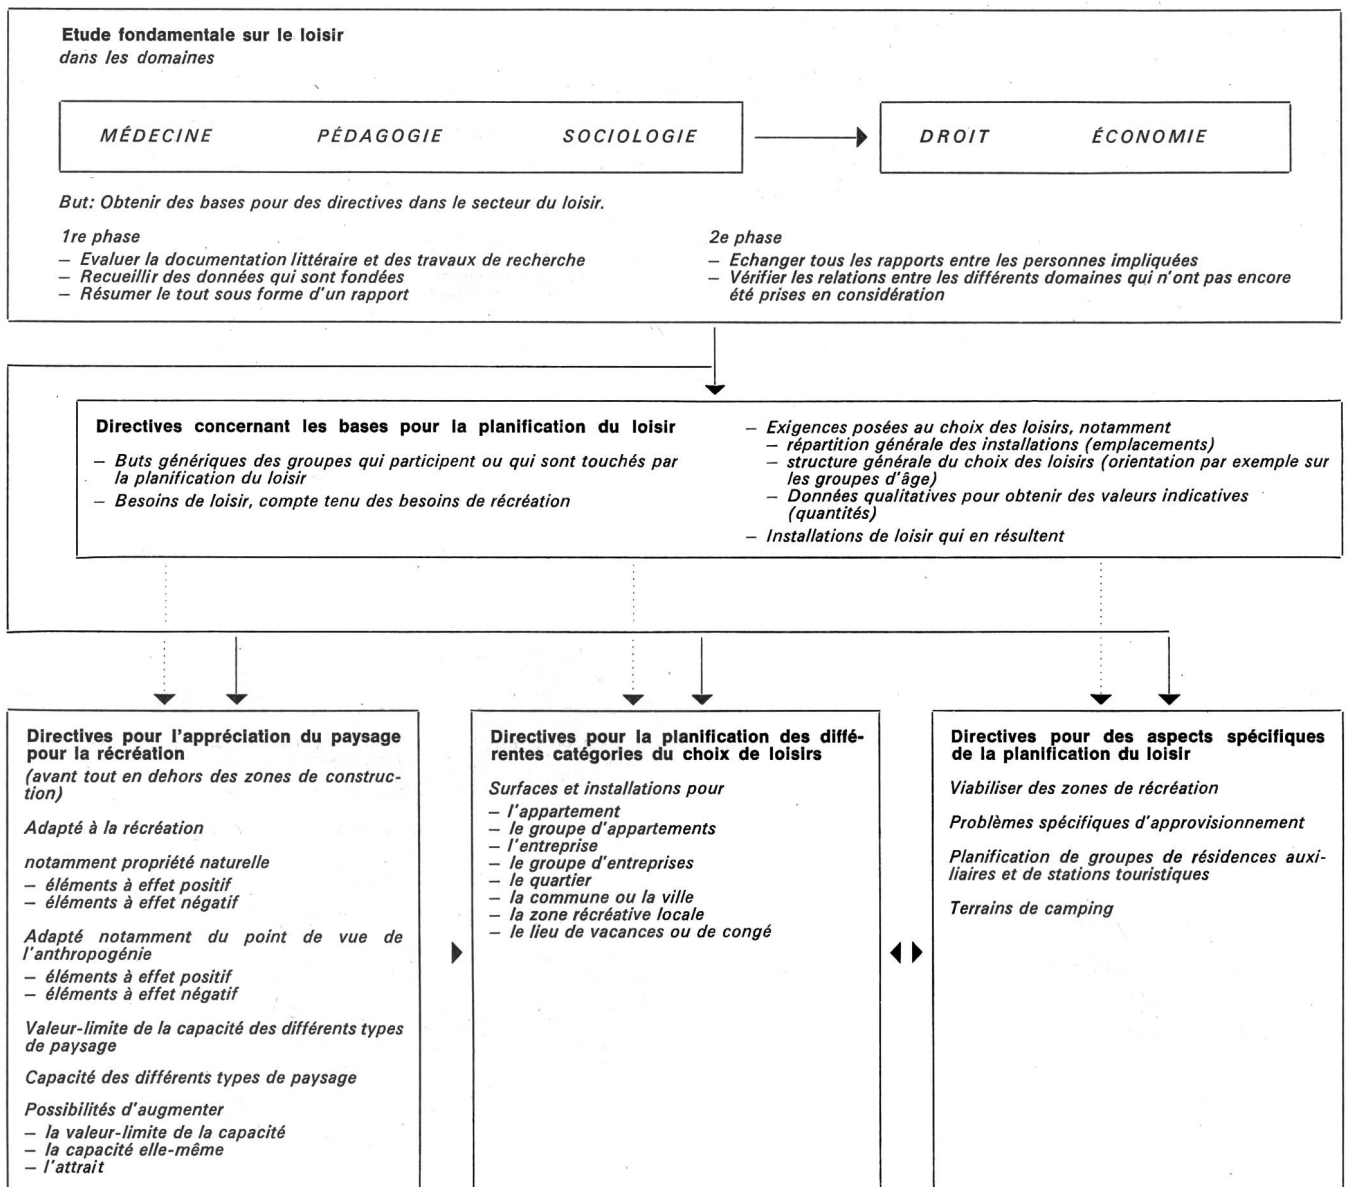 Etude fondamentale sur le loisir
dans les domaines
MÉDECINE PÉDAGOGIE SOCIOLOGIE
DROIT ÉCONOMIE
But: Obtenir des bases pour des directives dans le secteur du loisir.
1re phase
– Evaluer la documentation littéraire et des travaux de recherche
– Recueillir des données qui sont fondées
– Résumer le tout sous forme d'un rapport
2e phase
– Echanger tous les rapports entre les personnes impliquées
– Vérifier les relations entre les différents domaines qui n'ont pas encore
été prises en considération
Directives concernant les bases pour la planification du loisir
– Buts génériques des groupes qui participent ou qui sont touchés par
la planification du loisir
– Besoins de loisir, compte tenu des besoins de récréation
– Exigences posées au choix des loisirs, notamment
– répartition générale des installations (emplacements)
– structure générale du choix des loisirs (orientation par exemple sur
les groupes d'âge)
– Données qualitatives pour obtenir des valeurs indicatives
(quantités)
– Installations de loisir qui en résultent
Directives pour l'appréciation du paysage
pour la récréation
(avant tout en dehors des zones de construc-
tion)
Adapté à la récréation
notamment propriété naturelle
– éléments à effet positif
– éléments à effet négatif
Adapté notamment du point de vue de
l'anthropogénie
– éléments à effet positif
– éléments à effet négatif
Valeur-limite de la capacité des différents types
de paysage
Capacité des différents types de paysage
Possibilités d'augmenter
– la valeur-limite de la capacité
– la capacité elle-même
– l'attrait
Directives pour la planification des diffé-
rentes catégories du choix de loisirs
Surfaces et installations pour
– l'appartement
– le groupe d'appartements
– l'entreprise
– le groupe d'entreprises
– le quartier
– la commune ou la ville
– la zone récréative locale
– le lieu de vacances ou de congé
Directives pour des aspects spécifiques
de la planification du loisir
Viabiliser des zones de récréation
Problèmes spécifiques d'approvisionnement
Planification de groupes de résidences auxi-
liaires et de stations touristiques
Terrains de camping